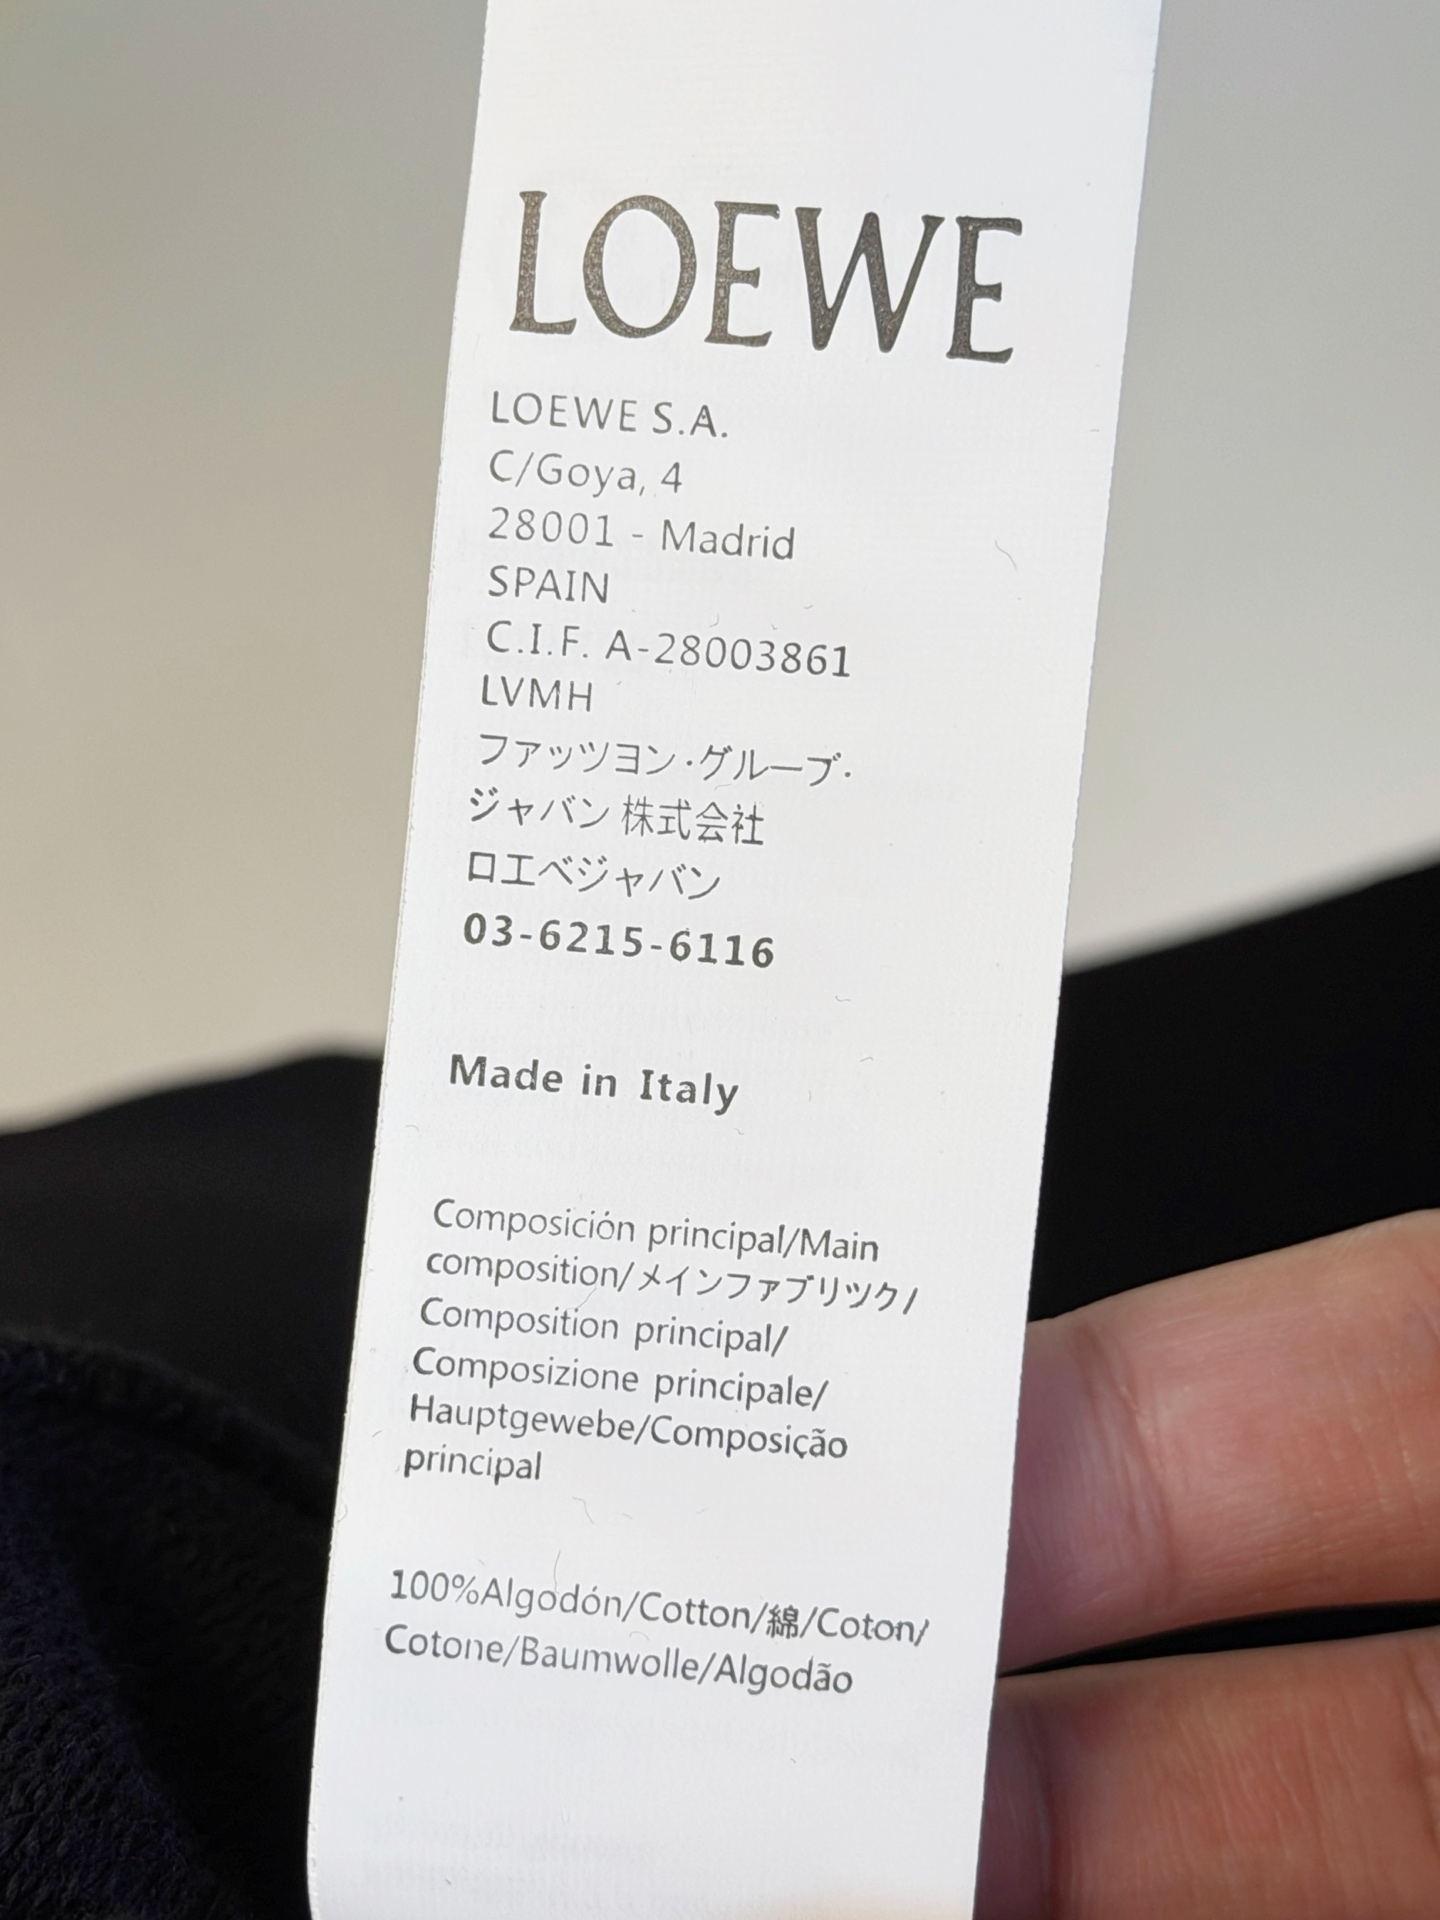 LOEWE
LOEWE S.A.
C/Goya, 4
28001 - Madrid
SPAIN
C.I.F. A-28003861
LVMH
ファッツヨン·グループ·
ジャバン 株式会社
ロエベジャバン
03-6215-6116
Made in Italy
Composición principal/Main
composition/メインファブリツク/
Composition principal/
Composizione principale/
Hauptgewebe/Composição
principal
100%Algodón/Cotton/綿/Coton/
Cotone/Baumwolle/Algodão